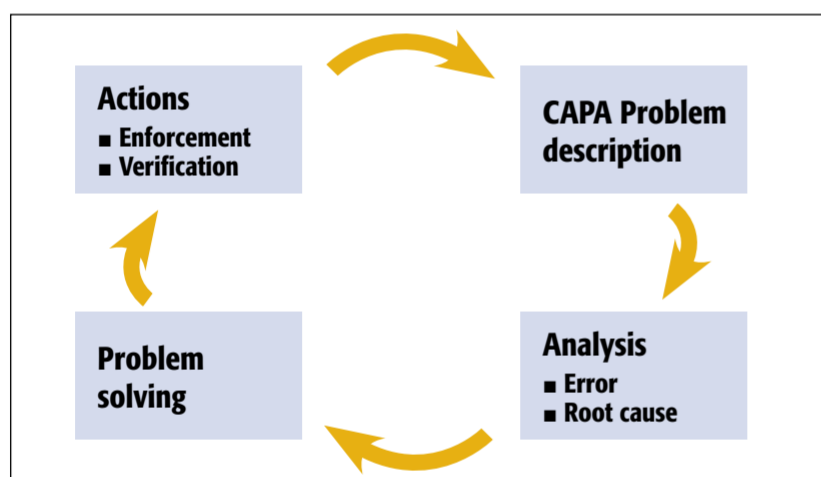 Actions
■ Enforcement
■ Verification
CAPA Problem
description
Problem
solving
Analysis
■ Error
■ Root cause